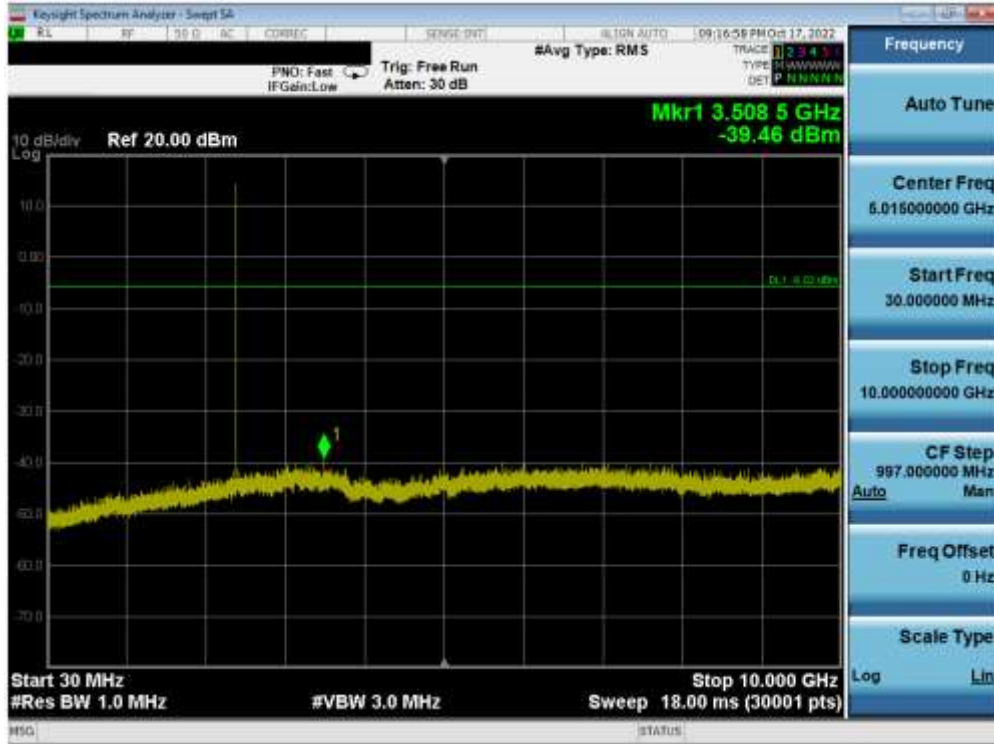 Keysight Spectrum Analyzer - Swept SA
RL RF 50 Ω AC CORREC SENSE:INT ALIGN AUTO 09:16:58 PM Oct 17, 2022
PNO: Fast Trig: Free Run #Avg Type: RMS TRACE 1 2 3 4 5 6
IFGain:Low Atten: 30 dB TYPE M WWWWW
DET P N N N N N
Mkr1 3.508 5 GHz
-39.46 dBm
10 dB/div Ref 20.00 dBm
Log
10.0
0.00
DL1
-10.0
-20.0
-30.0
1
-40.0
-50.0
-60.0
-70.0
Start 30 MHz Stop 10.000 GHz
#Res BW 1.0 MHz #VBW 3.0 MHz Sweep 18.00 ms (30001 pts)
MSG STATUS
Frequency
Auto Tune
Center Freq
5.015000000 GHz
Start Freq
30.000000 MHz
Stop Freq
10.000000000 GHz
CF Step
997.000000 MHz
Auto Man
Freq Offset
0 Hz
Scale Type
Log Lin